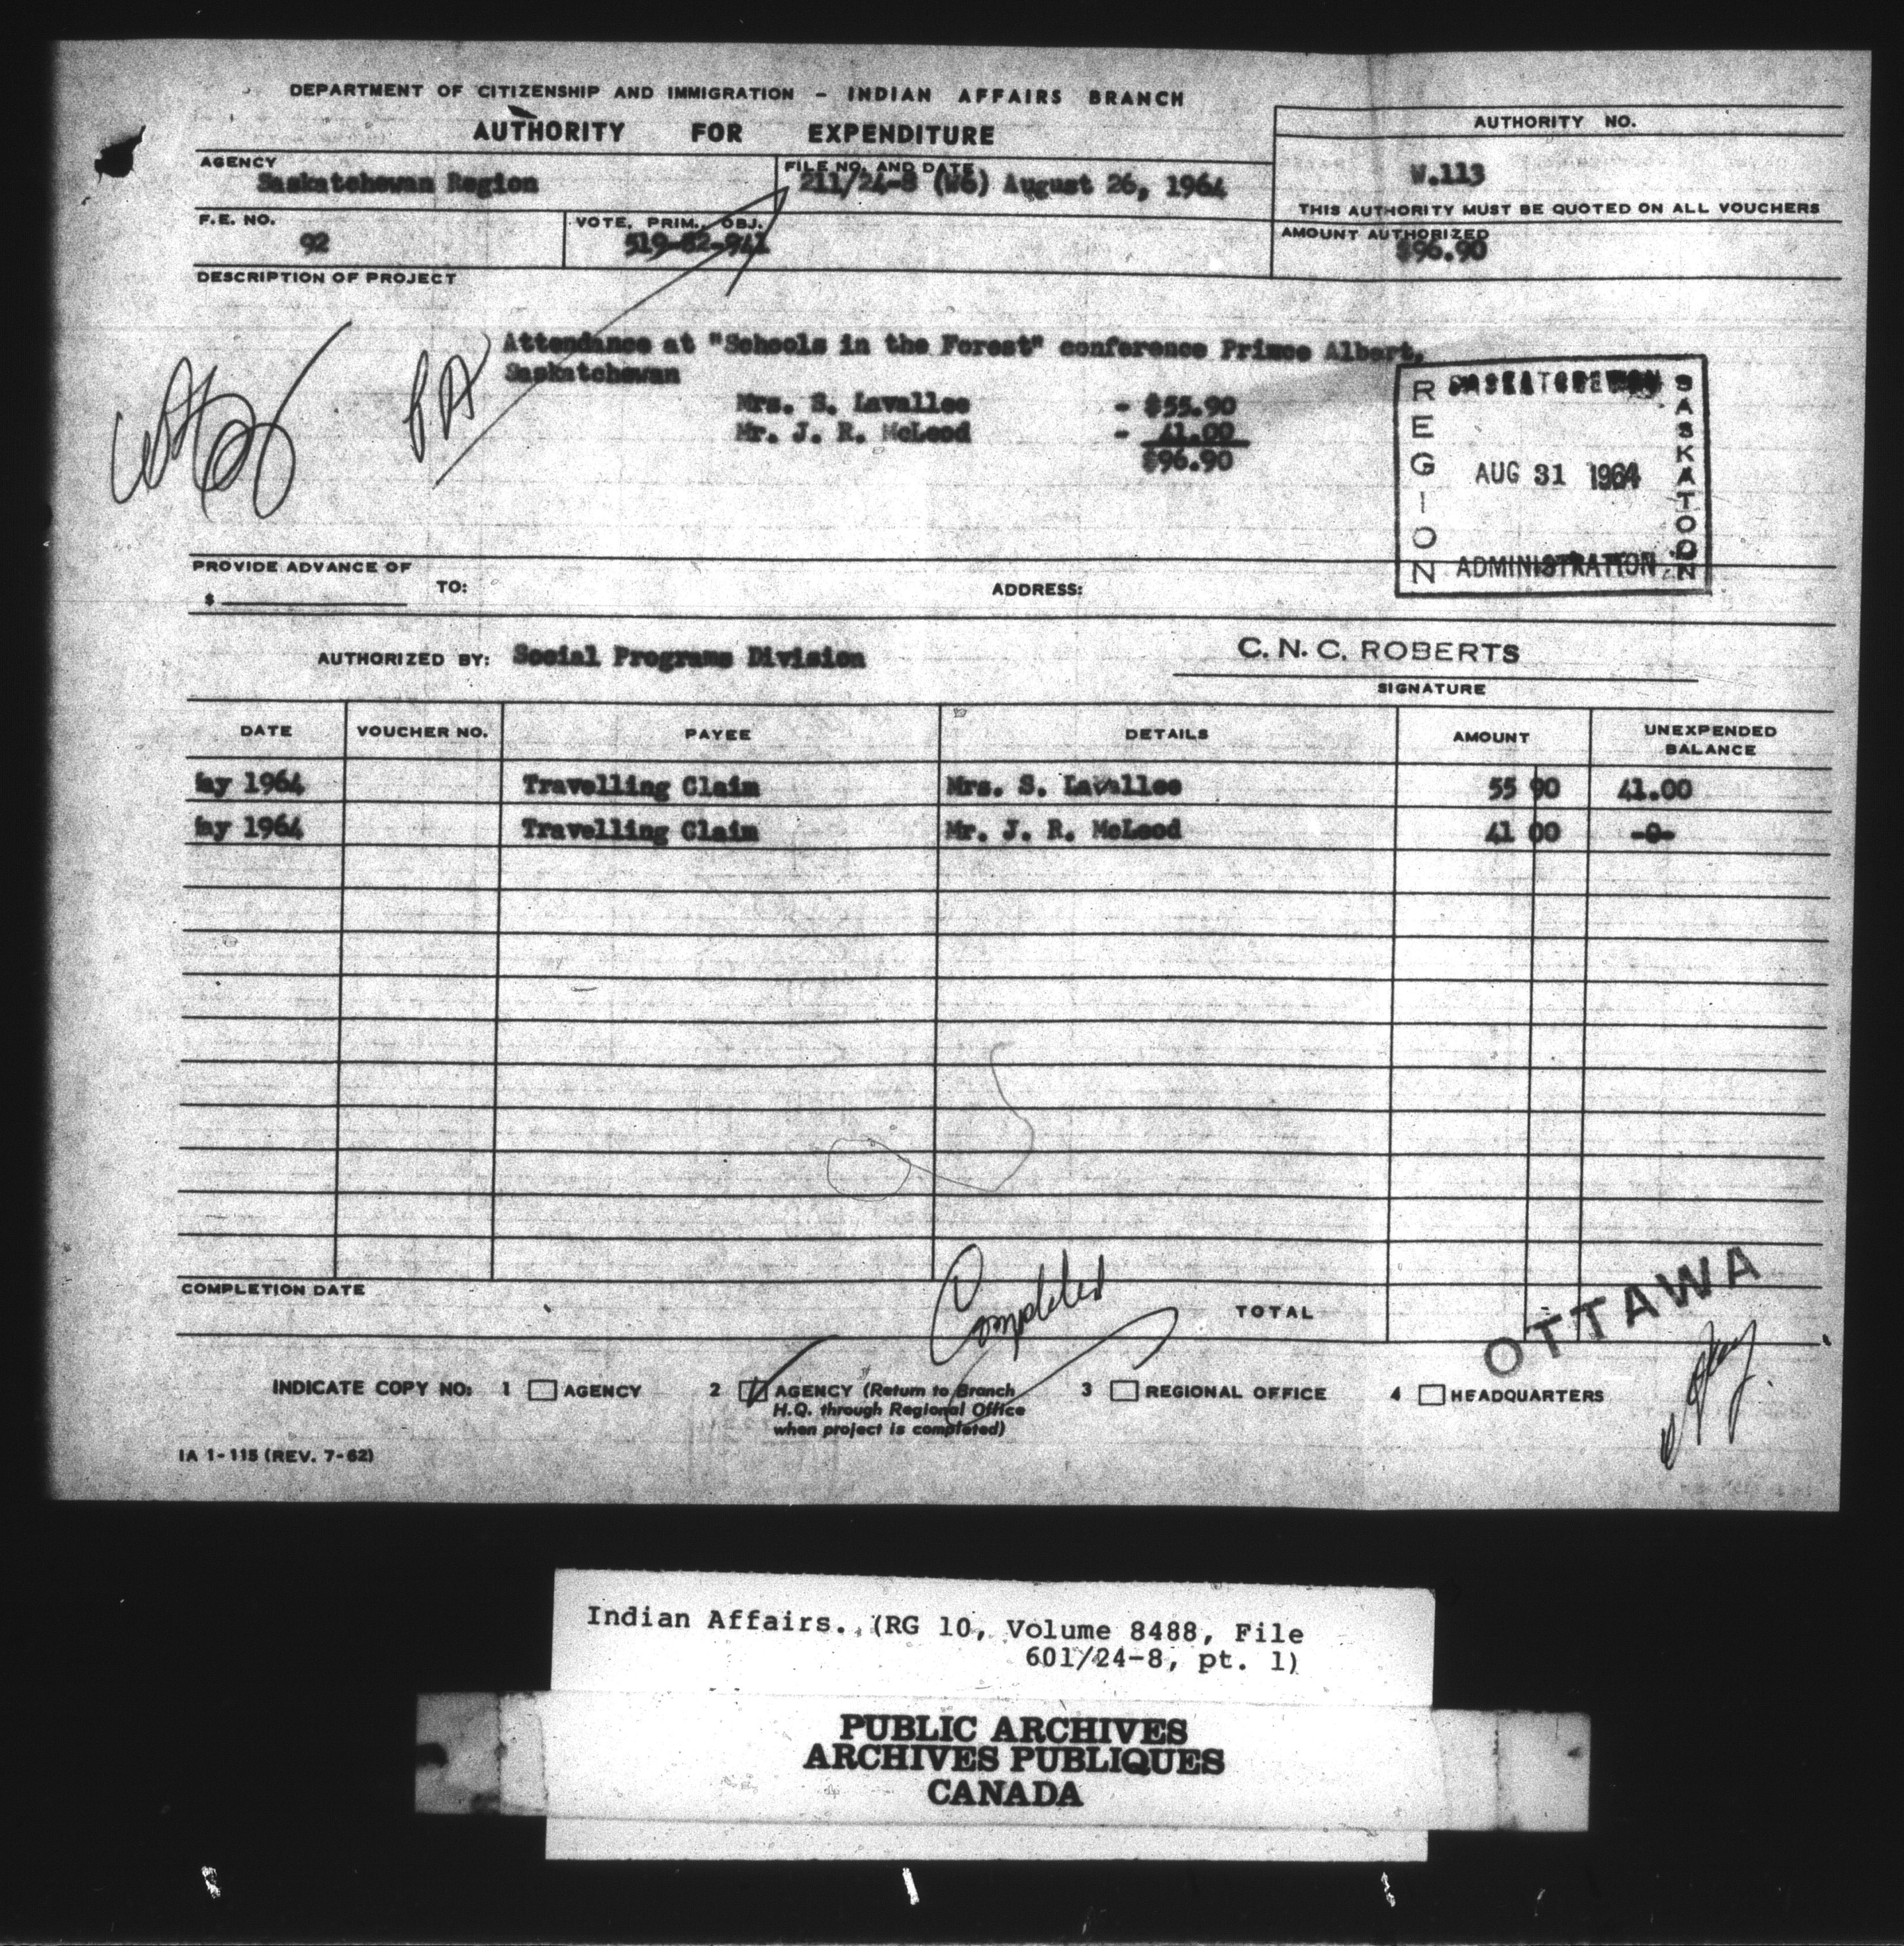 DEPARTMENT OF CITIZENSHIP AND IMMIGRATION - INDIAN AFFAIRS BRANCH
AUTHORITY FOR EXPENDITURE
AUTHORITY NO.
W.113
THIS AUTHORITY MUST BE QUOTED ON ALL VOUCHERS
AGENCY
Saskatchewan Region
FILE NO. AND DATE
211/24-8 (W6) August 26, 1964
F.E. NO.
92
VOTE, PRIM., OBJ.
519-82-941
AMOUNT AUTHORIZED
$96.90
DESCRIPTION OF PROJECT
Attendance at "Schools in the Forest" conference Prince Albert,
Saskatchewan
Mrs. S. Lavallee - $55.90
Mr. J. R. McLeod - 41.00
$96.90
PA
SASKATCHEWAN
REGION
SASKATOON
AUG 31 1964
ADMINISTRATION
PROVIDE ADVANCE OF
$
TO:
ADDRESS:
AUTHORIZED BY: Social Programs Division
C. N. C. ROBERTS
SIGNATURE
DATE VOUCHER NO. PAYEE DETAILS AMOUNT UNEXPENDED BALANCE
ay 1964 Travelling Claim Mrs. S. Lavallee 55 90 41.00
ay 1964 Travelling Claim Mr. J. R. McLeod 41 00 -0-
COMPLETION DATE
Completed
TOTAL
OTTAWA
INDICATE COPY NO: 1 AGENCY 2 AGENCY (Return to Branch 3 REGIONAL OFFICE 4 HEADQUARTERS
H.Q. through Regional Office
when project is completed)
IA 1-115 (REV. 7-62)
Indian Affairs. (RG 10, Volume 8488, File
601/24-8, pt. 1)
PUBLIC ARCHIVES
ARCHIVES PUBLIQUES
CANADA